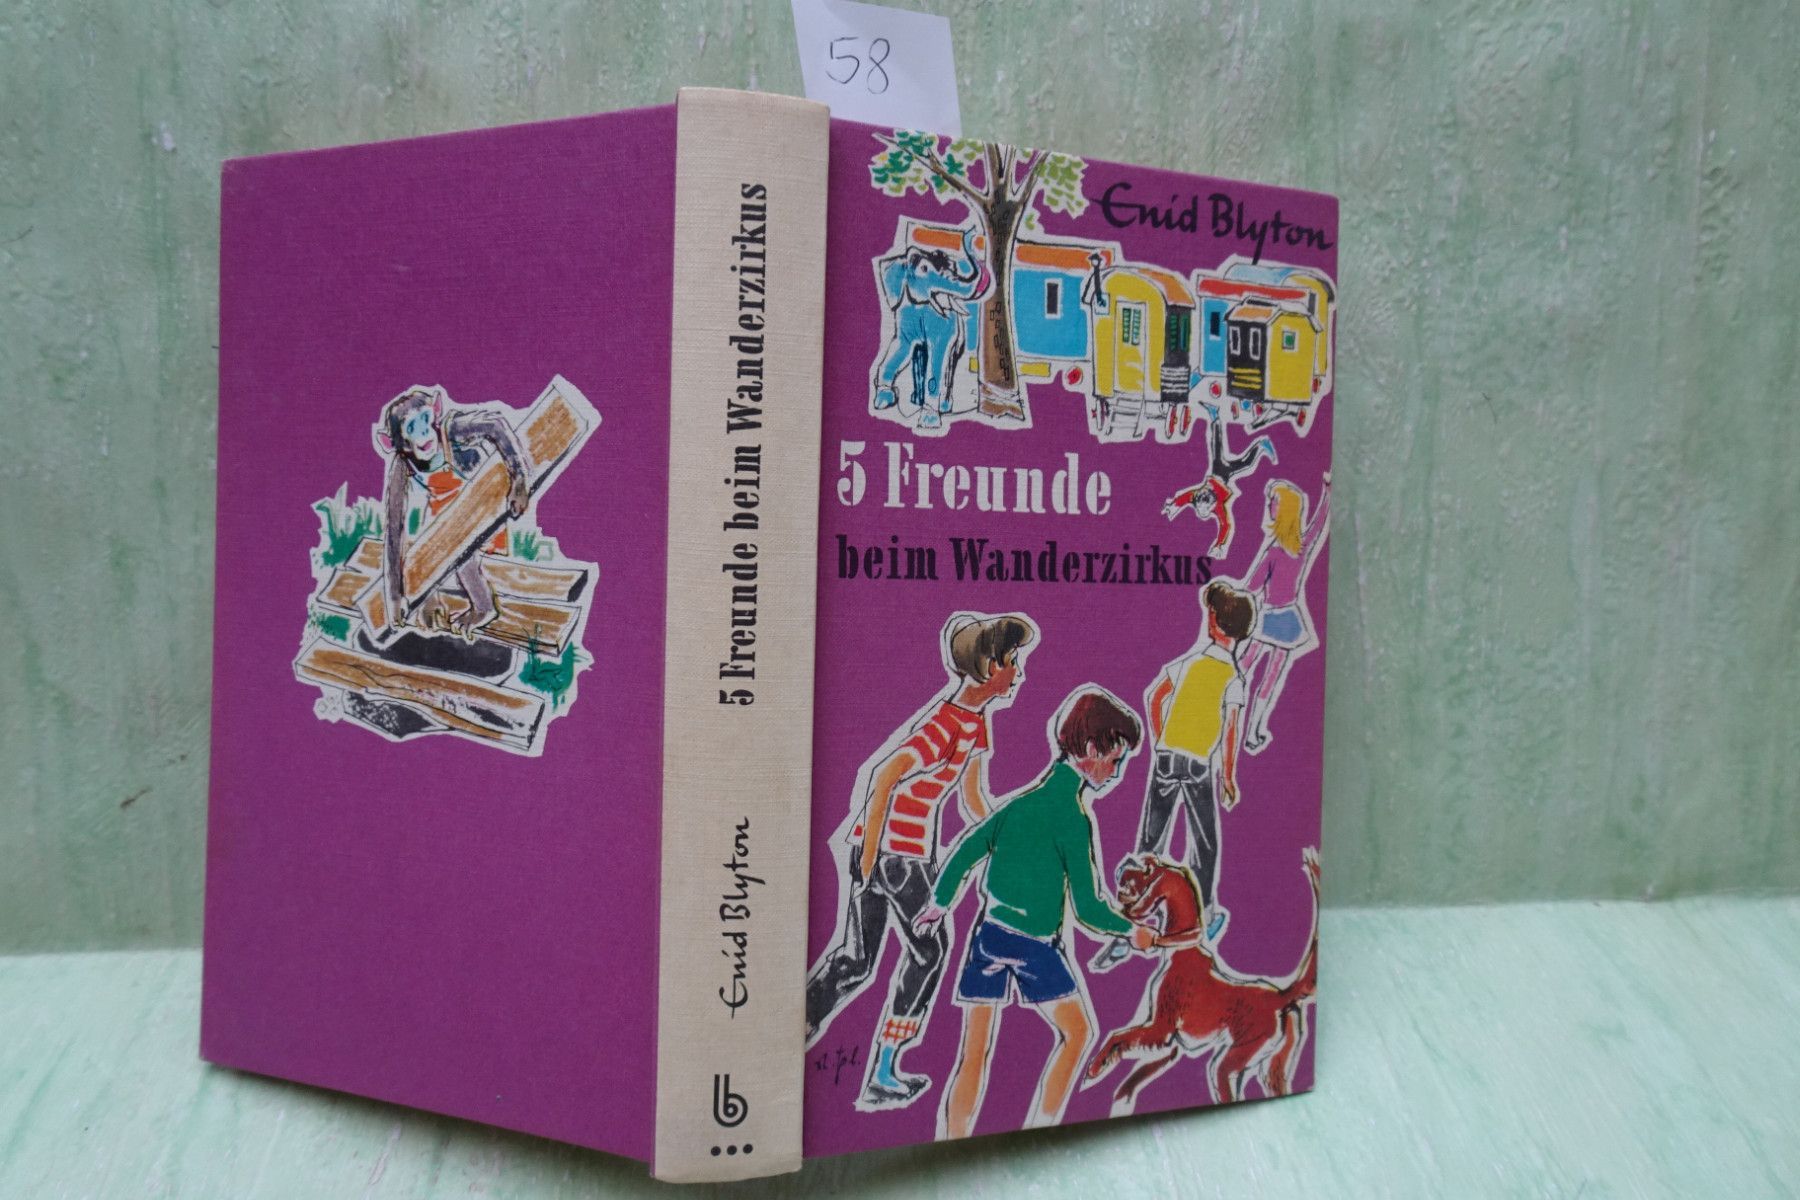 58
5 Freunde beim Wanderzirkus
Enid Blyton
Enid Blyton
5 Freunde
beim Wanderzirkus